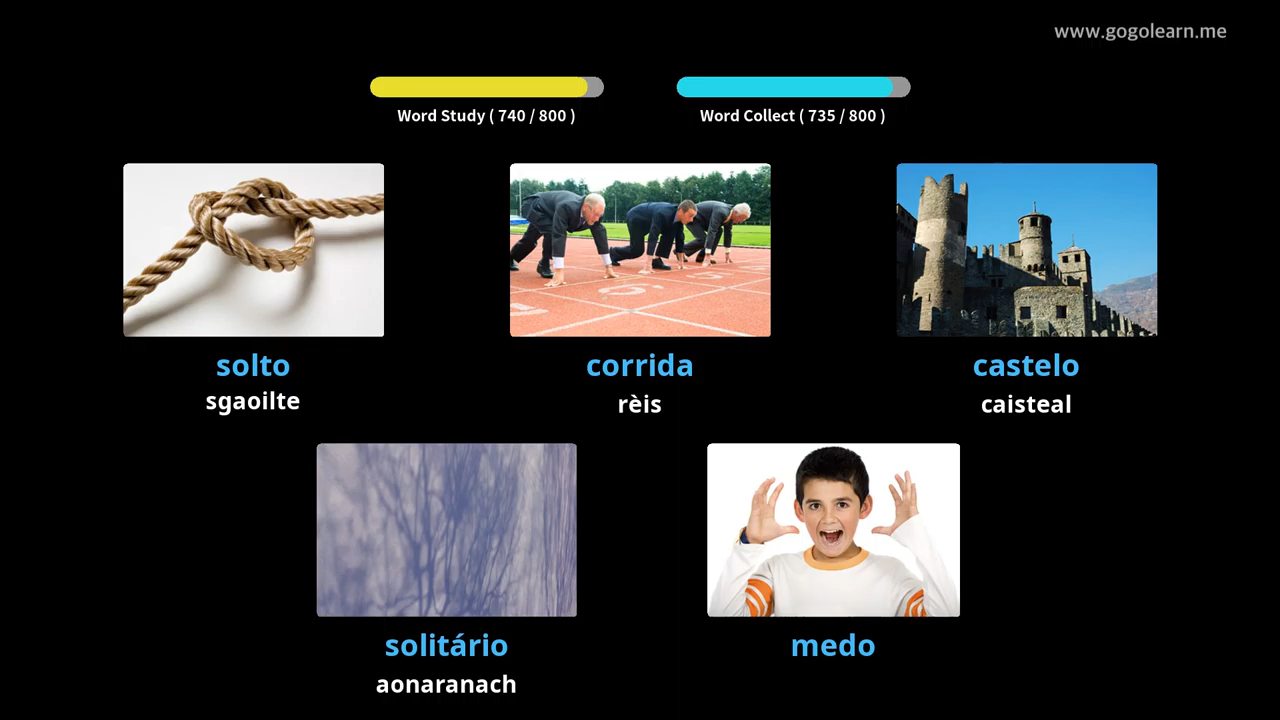 www.gogolearn.me
Word Study ( 740 / 800 )
Word Collect ( 735 / 800 )
solto
sgaoilte
corrida
rèis
castelo
caisteal
solitário
aonaranach
medo